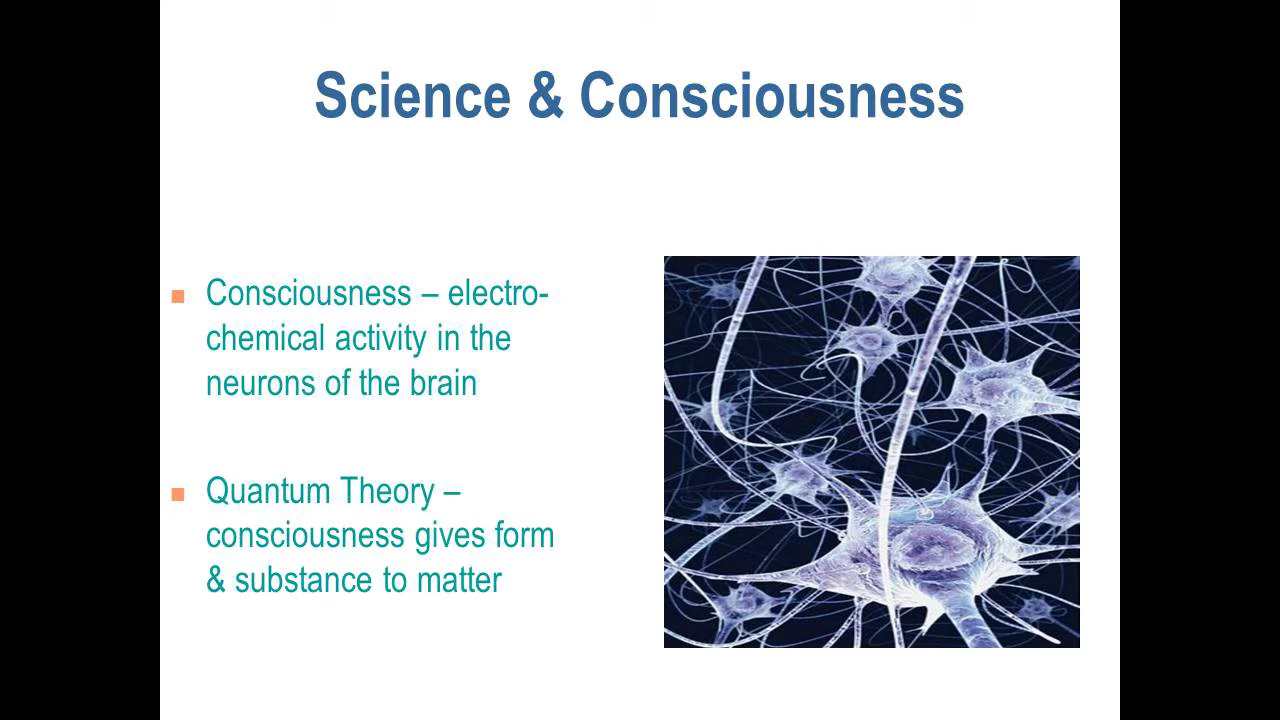 Science & Consciousness
Consciousness – electro-
chemical activity in the
neurons of the brain
Quantum Theory –
consciousness gives form
& substance to matter